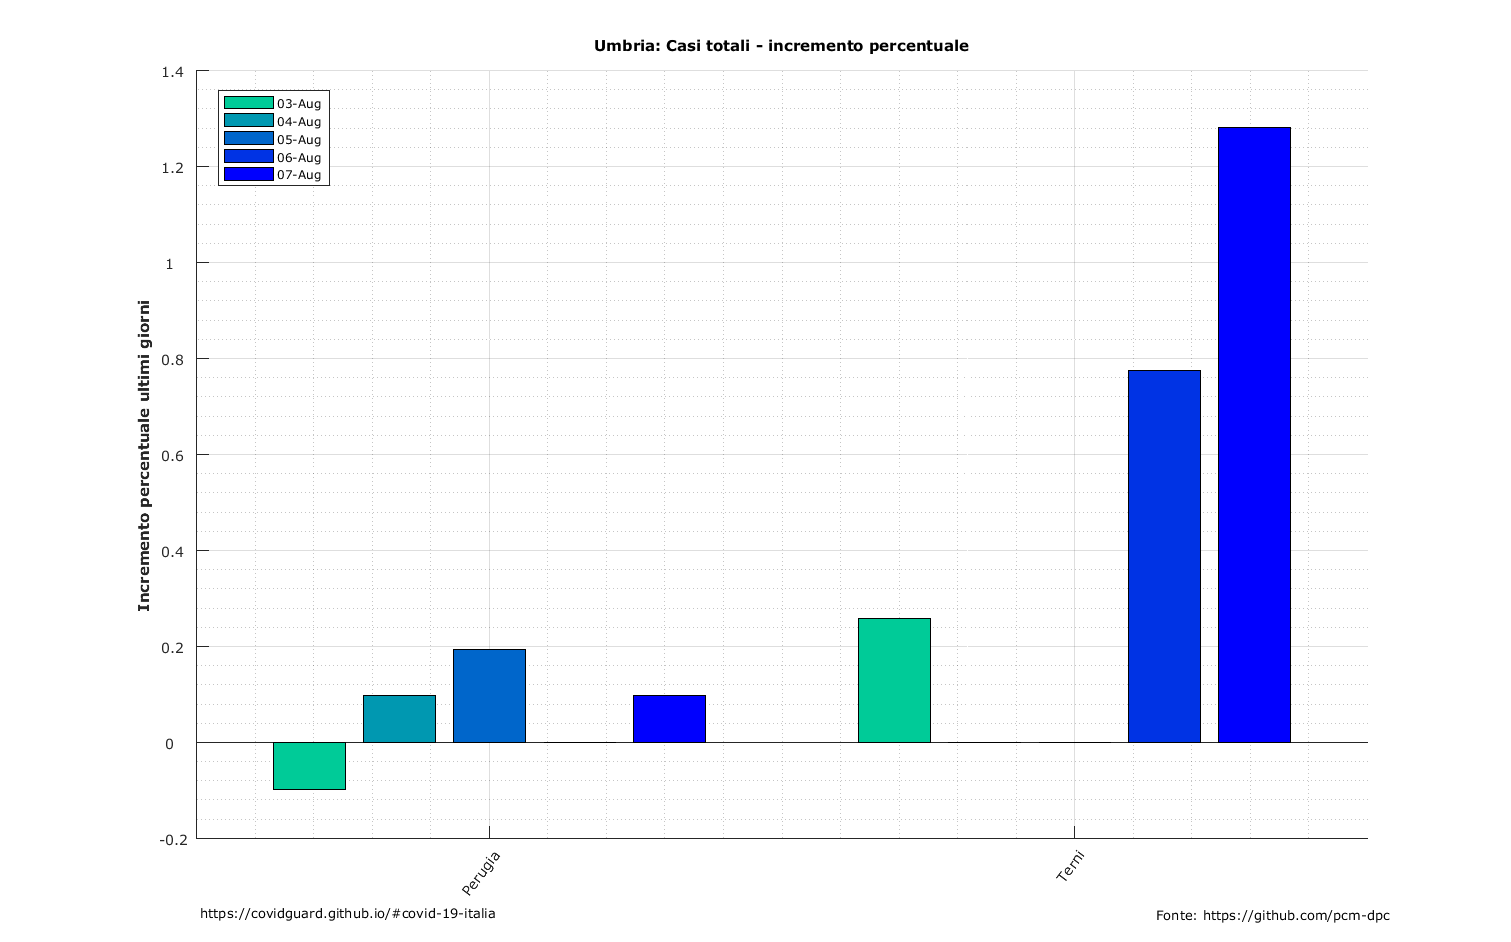 Umbria: Casi totali - incremento percentuale
1.4
1.2
1
0.8
0.6
0.4
0.2
0
-0.2
Incremento percentuale ultimi giorni
03-Aug
04-Aug
05-Aug
06-Aug
07-Aug
Perugia
Terni
https://covidguard.github.io/#covid-19-italia
Fonte: https://github.com/pcm-dpc